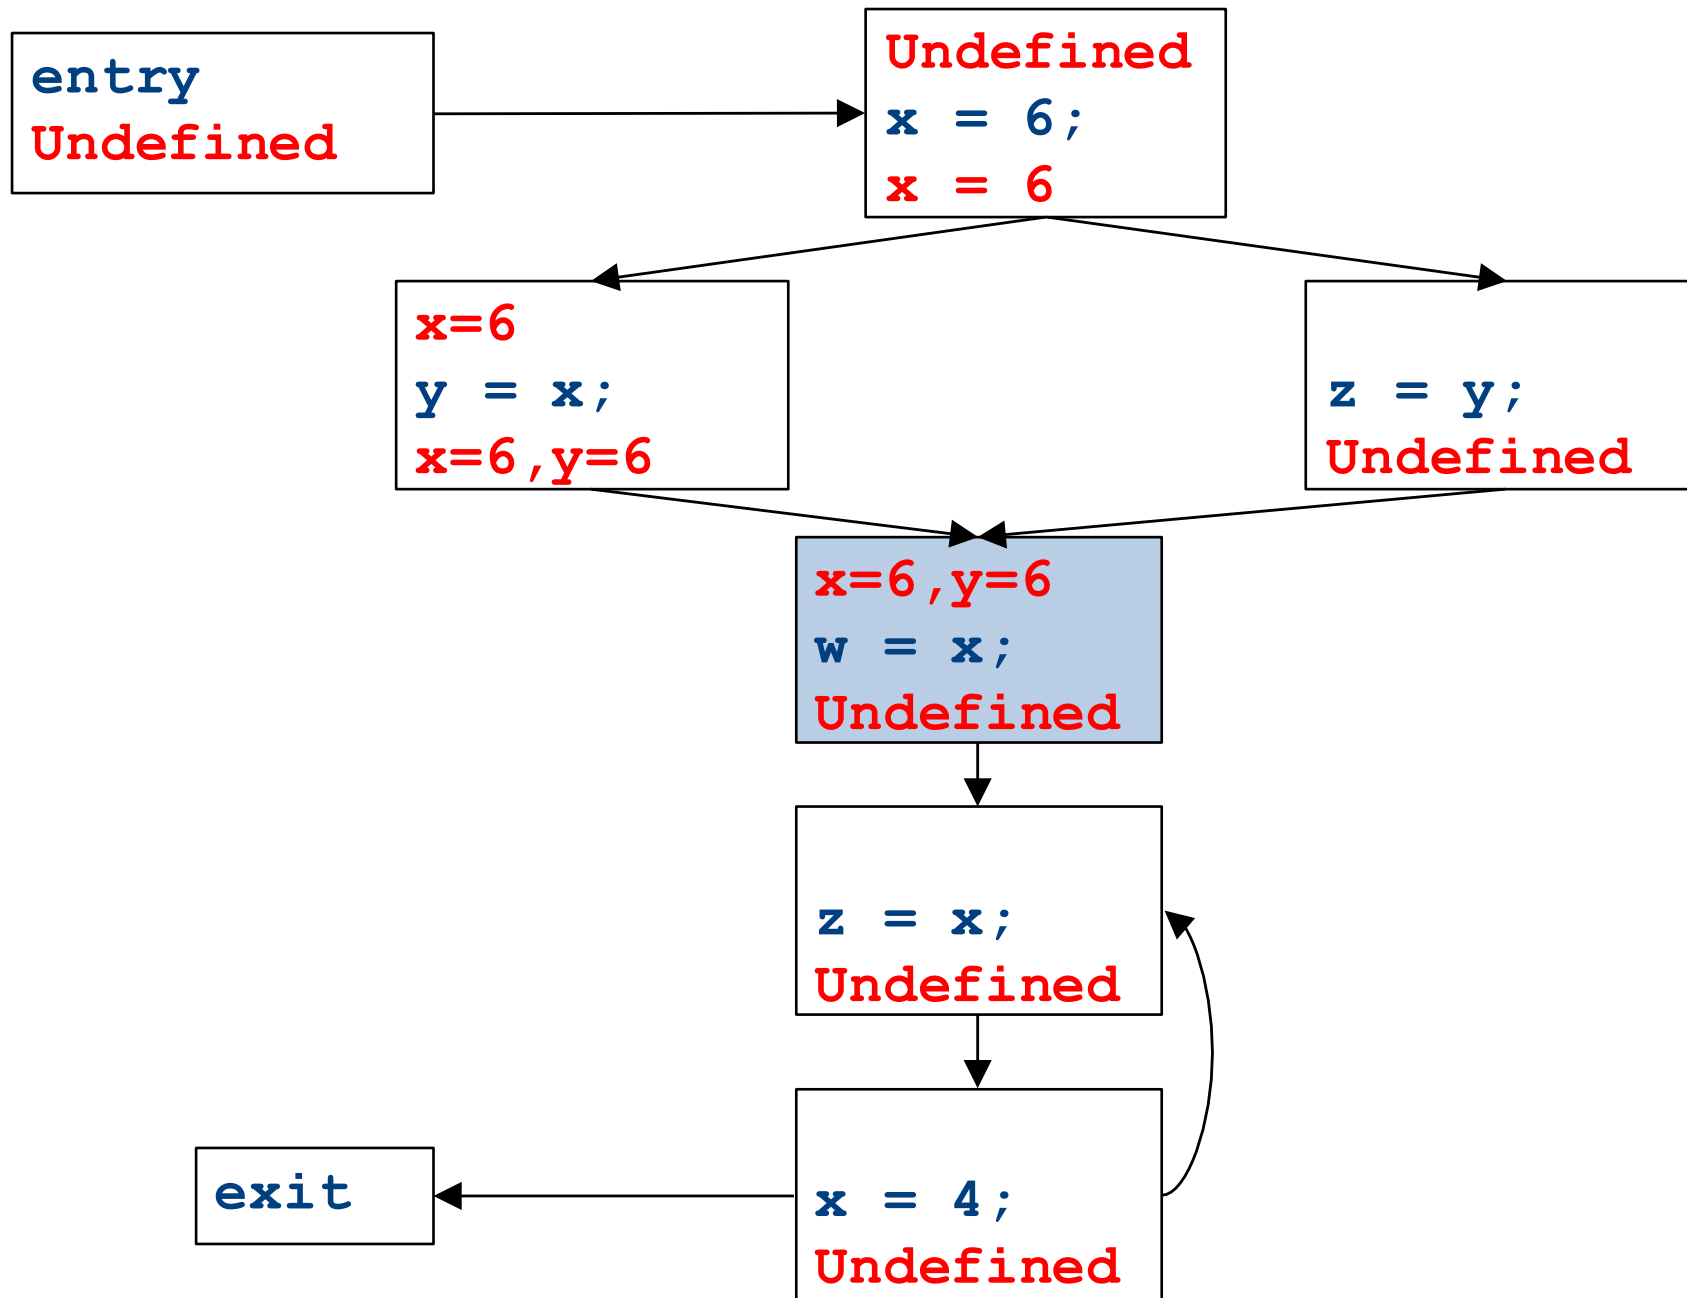 entry
Undefined
Undefined
x = 6;
x = 6
x=6
y = x;
x=6,y=6
z = y;
Undefined
x=6,y=6
w = x;
Undefined
z = x;
Undefined
exit
x = 4;
Undefined